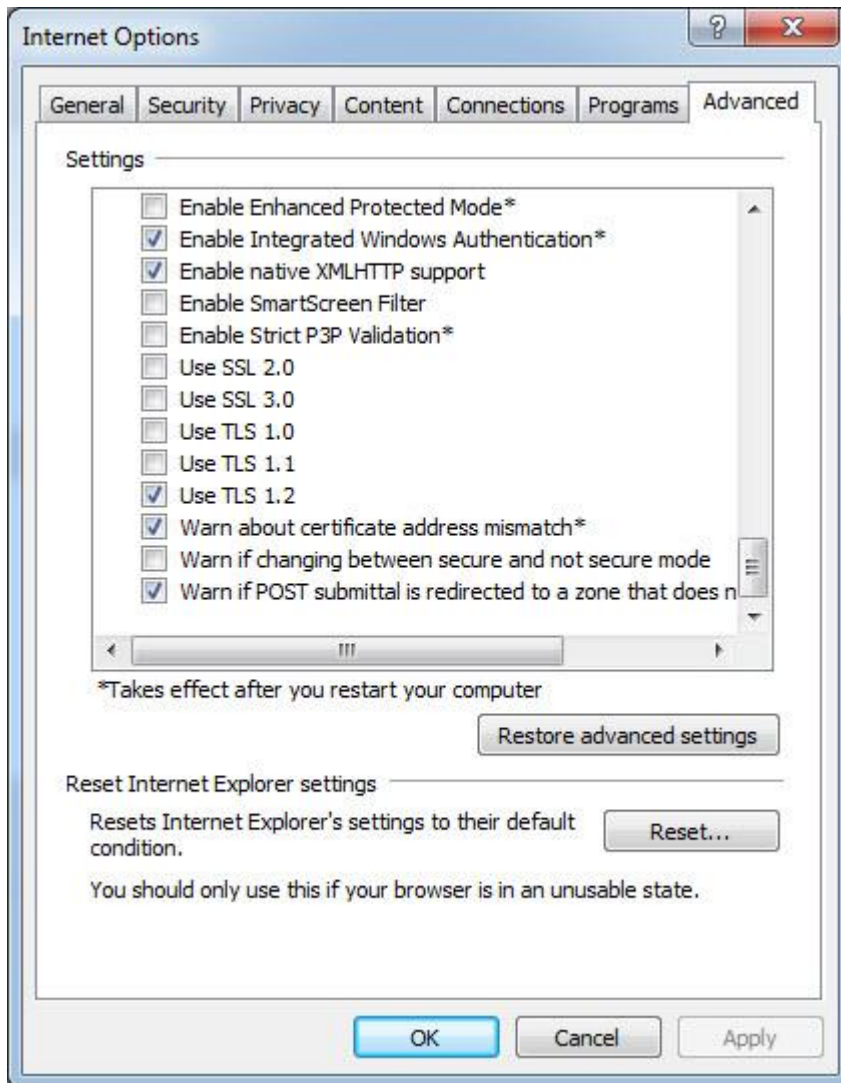 Internet Options
General Security Privacy Content Connections Programs Advanced
Settings
Enable Enhanced Protected Mode*
Enable Integrated Windows Authentication*
Enable native XMLHTTP support
Enable SmartScreen Filter
Enable Strict P3P Validation*
Use SSL 2.0
Use SSL 3.0
Use TLS 1.0
Use TLS 1.1
Use TLS 1.2
Warn about certificate address mismatch*
Warn if changing between secure and not secure mode
Warn if POST submittal is redirected to a zone that does n
*Takes effect after you restart your computer
Restore advanced settings
Reset Internet Explorer settings
Resets Internet Explorer's settings to their default
condition.
Reset...
You should only use this if your browser is in an unusable state.
OK Cancel Apply